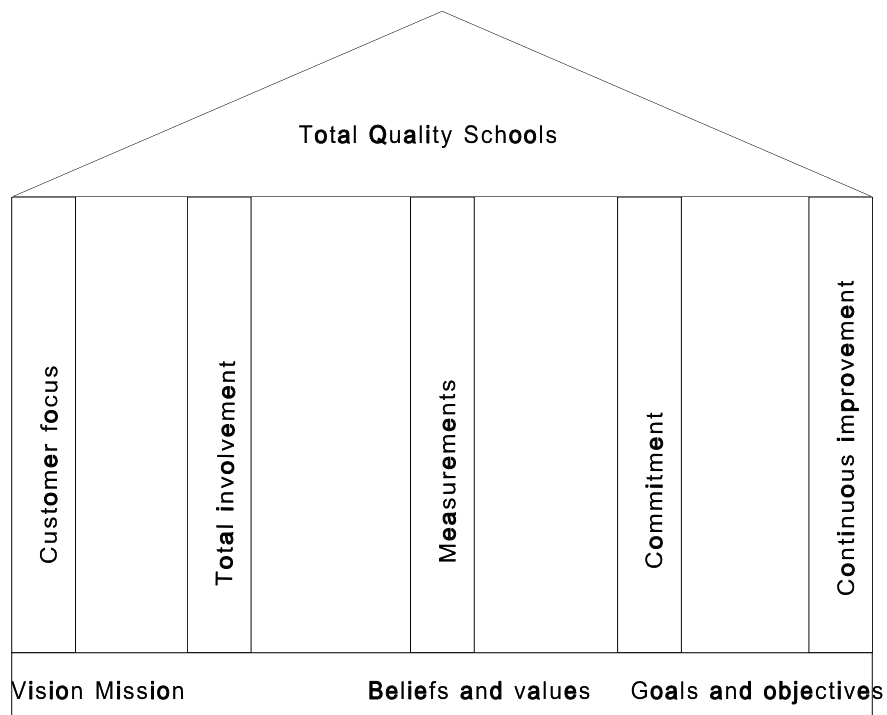 Total Quality Schools
Customer focus
Total involvement
Measurements
Commitment
Continuous improvement
Vision Mission
Beliefs and values
Goals and objectives